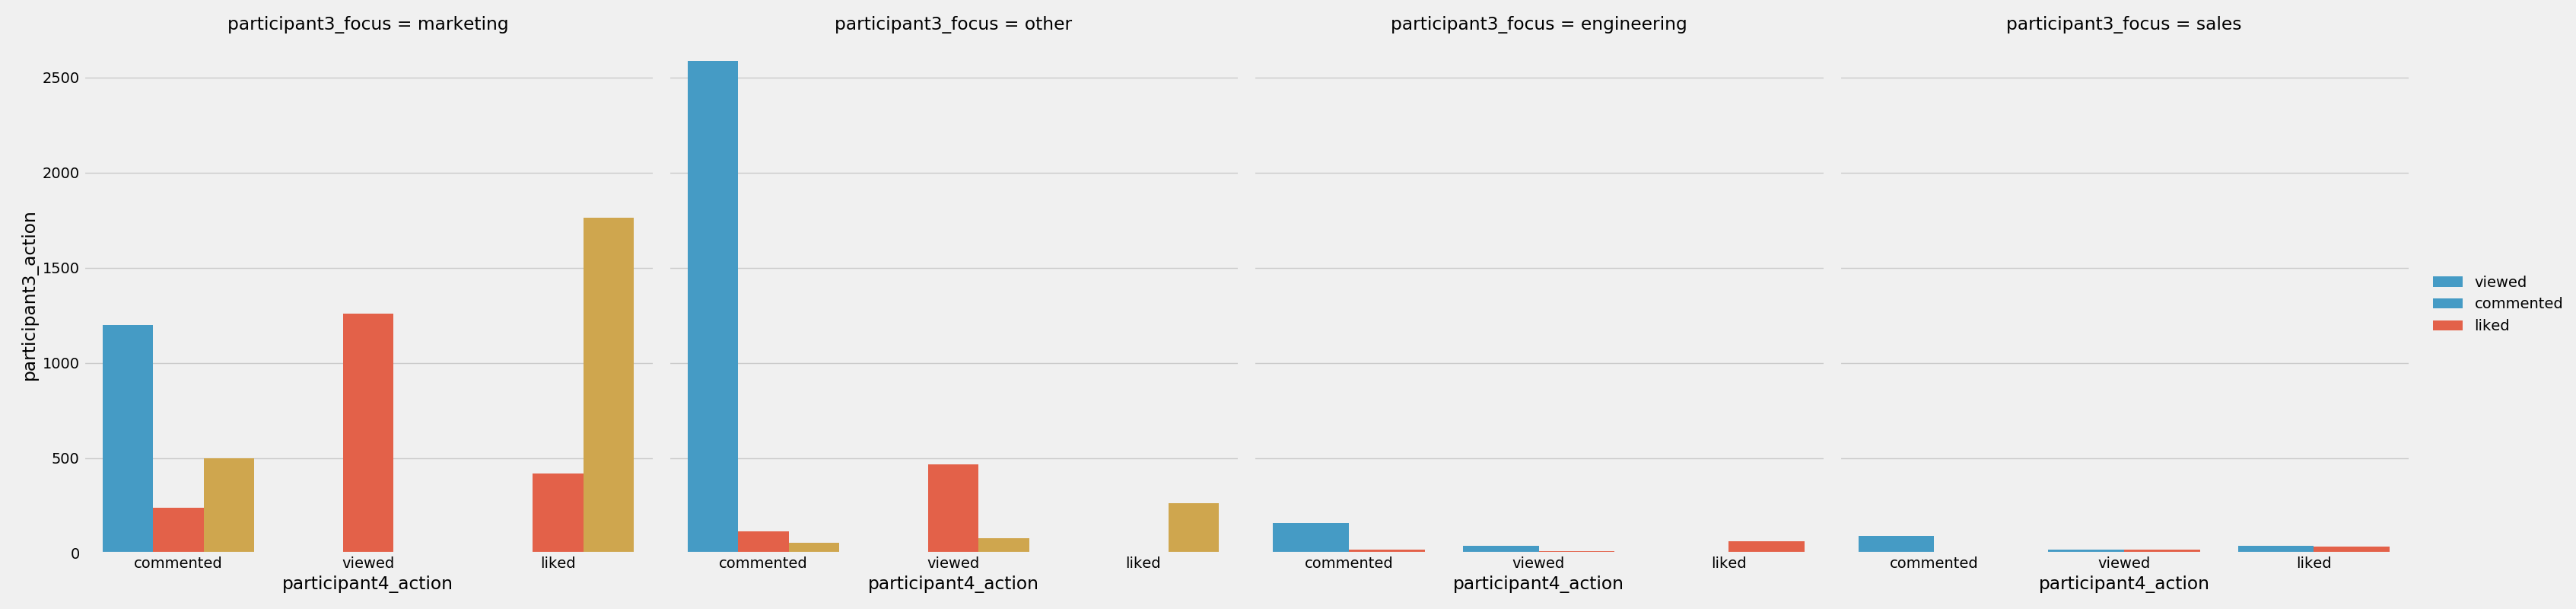 participant3_focus = marketing
participant3_focus = other
participant3_focus = engineering
participant3_focus = sales
participant3_action
2500
2000
1500
1000
500
0
commented viewed liked
commented viewed liked
commented viewed liked
commented viewed liked
participant4_action
participant4_action
participant4_action
participant4_action
viewed
commented
liked